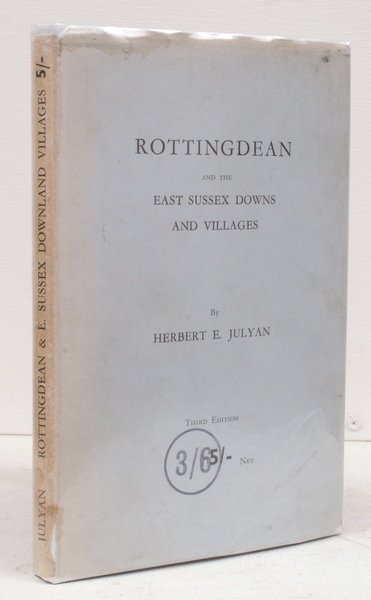 JULYAN ROTTINGDEAN & E. SUSSEX DOWNLAND VILLAGES 5/-
ROTTINGDEAN
AND THE
EAST SUSSEX DOWNS
AND VILLAGES
By
HERBERT E. JULYAN
THIRD EDITION
3/6 5/- NET